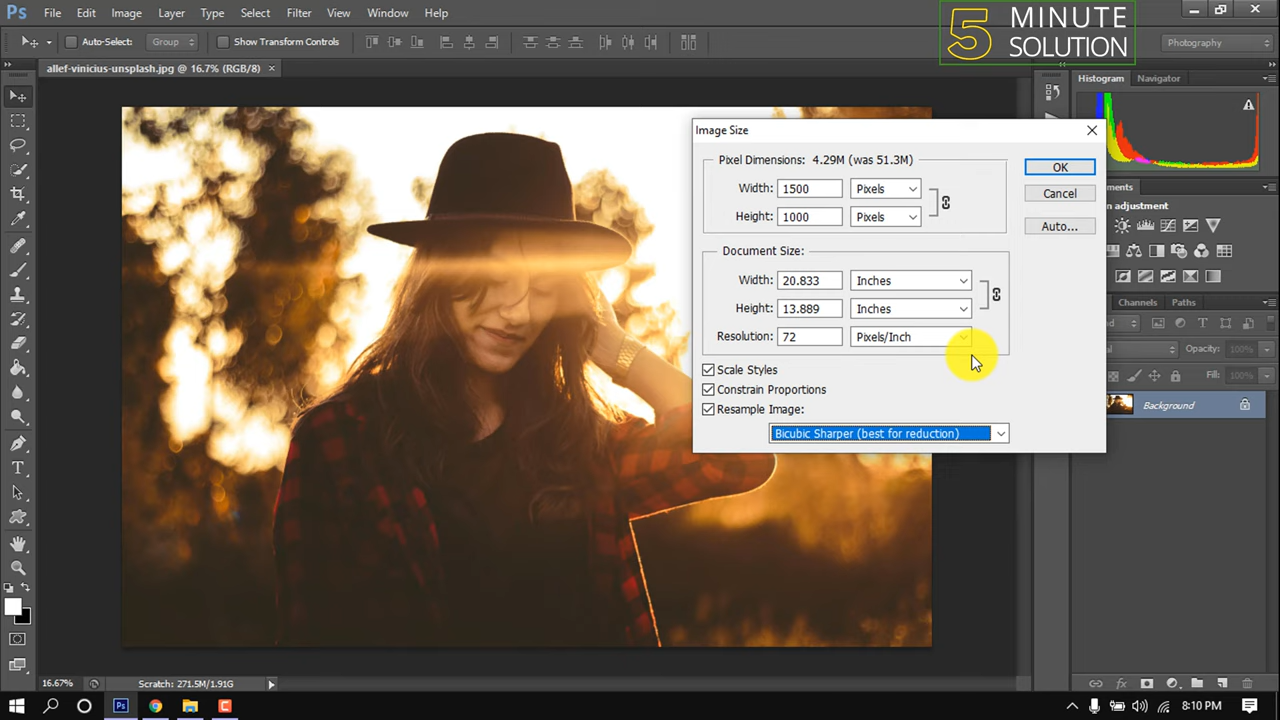 Ps File Edit Image Layer Type Select Filter View Window Help
5 MINUTE SOLUTION
Auto-Select: Group Show Transform Controls
Photography
allef-vinicius-unsplash.jpg @ 16.7% (RGB/8) ×
Histogram Navigator
Image Size
Pixel Dimensions: 4.29M (was 51.3M)
Width: 1500 Pixels
Height: 1000 Pixels
OK
Cancel
Auto...
Document Size:
Width: 20.833 Inches
Height: 13.889 Inches
Resolution: 72 Pixels/Inch
Scale Styles
Constrain Proportions
Resample Image:
Bicubic Sharper (best for reduction)
ments
an adjustment
Channels Paths
Opacity: 100%
Fill: 100%
Background
16.67% Scratch: 271.5M/1.91G
8:10 PM